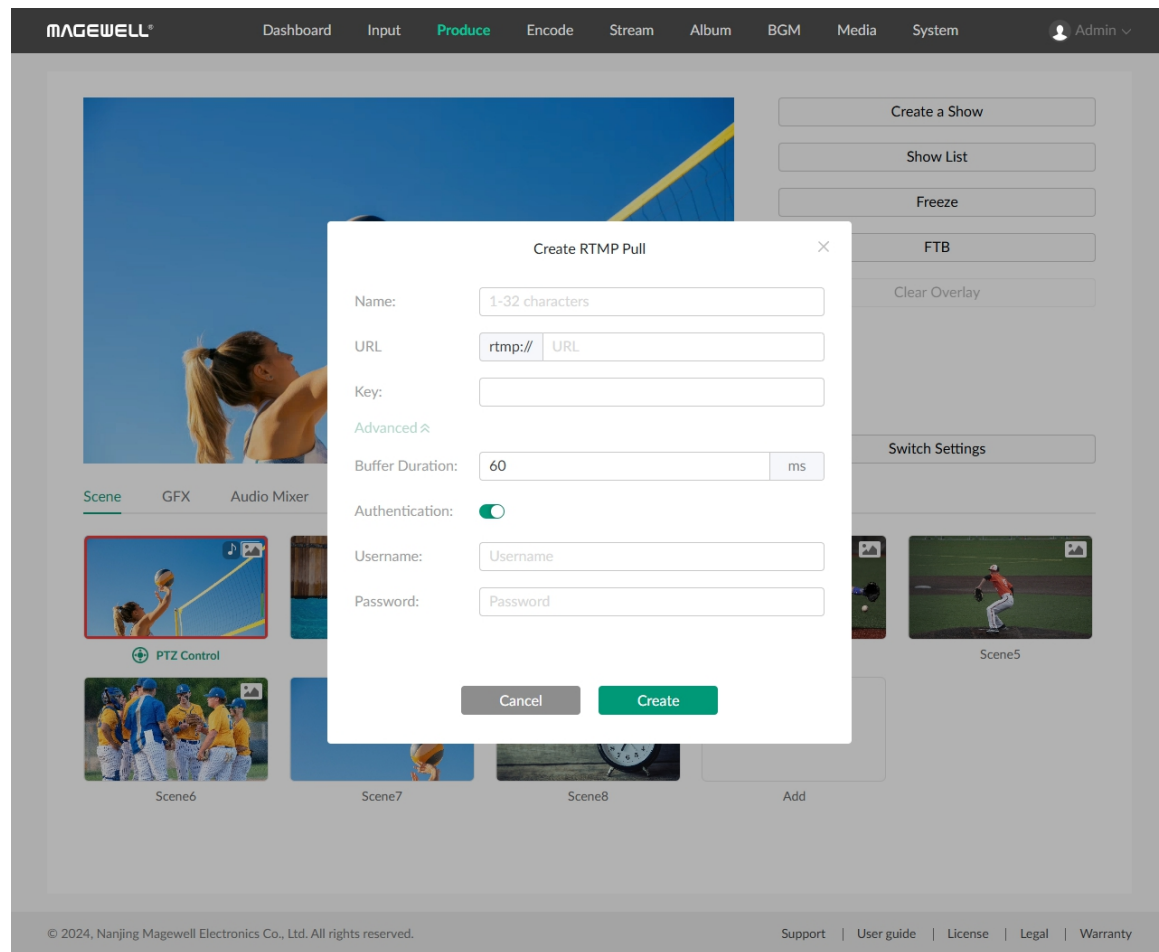 MAGEWELL®
Dashboard Input Produce Encode Stream Album BGM Media System Admin
Create a Show
Show List
Freeze
FTB
Clear Overlay
Switch Settings
Create RTMP Pull
Name: 1-32 characters
URL rtmp:// URL
Key:
Advanced
Buffer Duration: 60 ms
Authentication:
Username: Username
Password: Password
Cancel Create
Scene GFX Audio Mixer
PTZ Control
Scene5
Scene6 Scene7 Scene8 Add
© 2024, Nanjing Magewell Electronics Co., Ltd. All rights reserved.
Support | User guide | License | Legal | Warranty